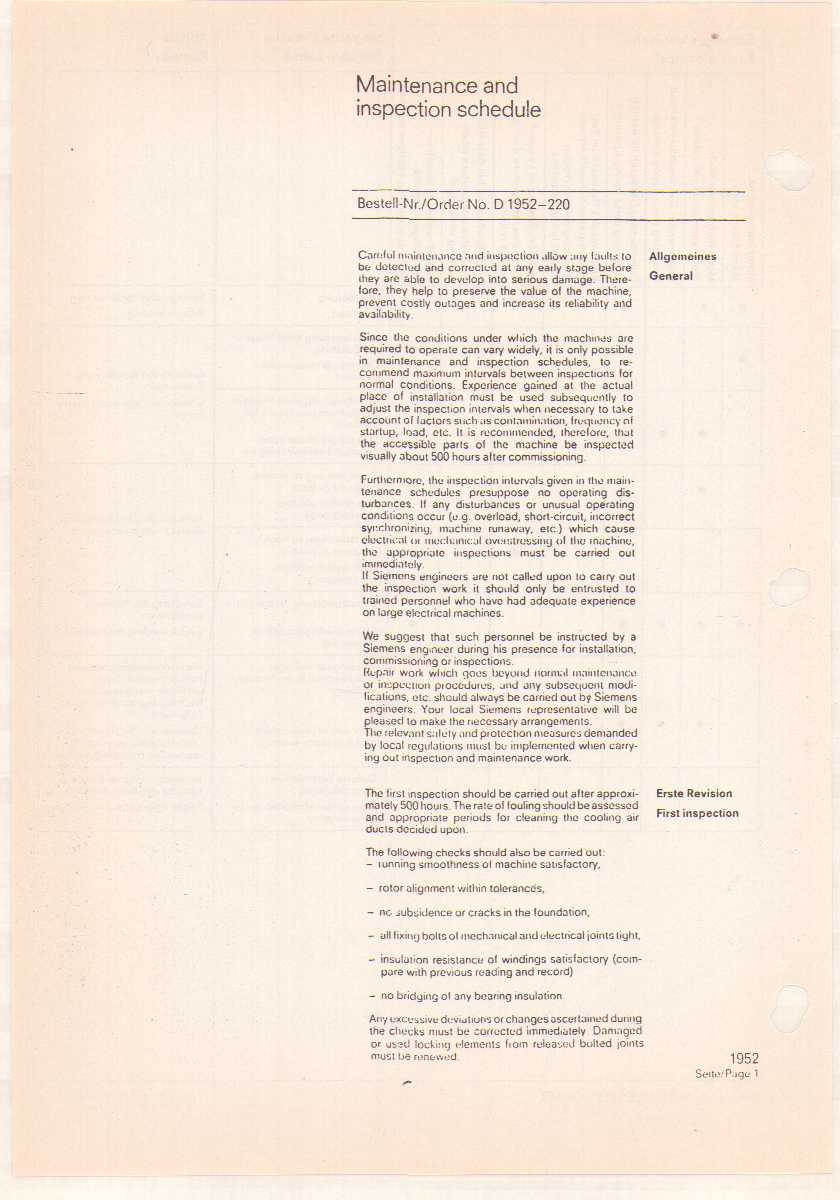 Maintenance and
inspection schedule
Bestell-Nr./Order No. D 1952–220
Allgemeines
General
Careful maintenance and inspection allow any faults to
be detected and corrected at any early stage before
they are able to develop into serious damage. There-
fore, they help to preserve the value of the machine,
prevent costly outages and increase its reliability and
availability.
Since the conditions under which the machines are
required to operate can vary widely, it is only possible
in maintenance and inspection schedules, to re-
commend maximum intervals between inspections for
normal conditions. Experience gained at the actual
place of installation must be used subsequently to
adjust the inspection intervals when necessary to take
account of factors such as contamination, frequency of
startup, load, etc. It is recommended, therefore, that
the accessible parts of the machine be inspected
visually about 500 hours after commissioning.
Furthermore, the inspection intervals given in the main-
tenance schedules presuppose no operating dis-
turbances. If any disturbances or unusual operating
conditions occur (e.g. overload, short-circuit, incorrect
synchronizing, machine runaway, etc.) which cause
electrical or mechanical overstressing of the machine,
the appropriate inspections must be carried out
immediately.
If Siemens engineers are not called upon to carry out
the inspection work it should only be entrusted to
trained personnel who have had adequate experience
on large electrical machines.
We suggest that such personnel be instructed by a
Siemens engineer during his presence for installation,
commissioning or inspections.
Repair work which goes beyond normal maintenance
or inspection procedures, and any subsequent modi-
fications, etc. should always be carried out by Siemens
engineers. Your local Siemens representative will be
pleased to make the necessary arrangements.
The relevant safety and protection measures demanded
by local regulations must be implemented when carry-
ing out inspection and maintenance work.
Erste Revision
First inspection
The first inspection should be carried out after approxi-
mately 500 hours. The rate of fouling should be assessed
and appropriate periods for cleaning the cooling air
ducts decided upon.
The following checks should also be carried out:
– running smoothness of machine satisfactory,
– rotor alignment within tolerances,
– no subsidence or cracks in the foundation,
– all fixing bolts of mechanical and electrical joints tight,
– insulation resistance of windings satisfactory (com-
pare with previous reading and record)
– no bridging of any bearing insulation.
Any excessive deviations or changes ascertained during
the checks must be corrected immediately. Damaged
or used locking elements from released bolted joints
must be renewed.
1952
Seite/Page 1